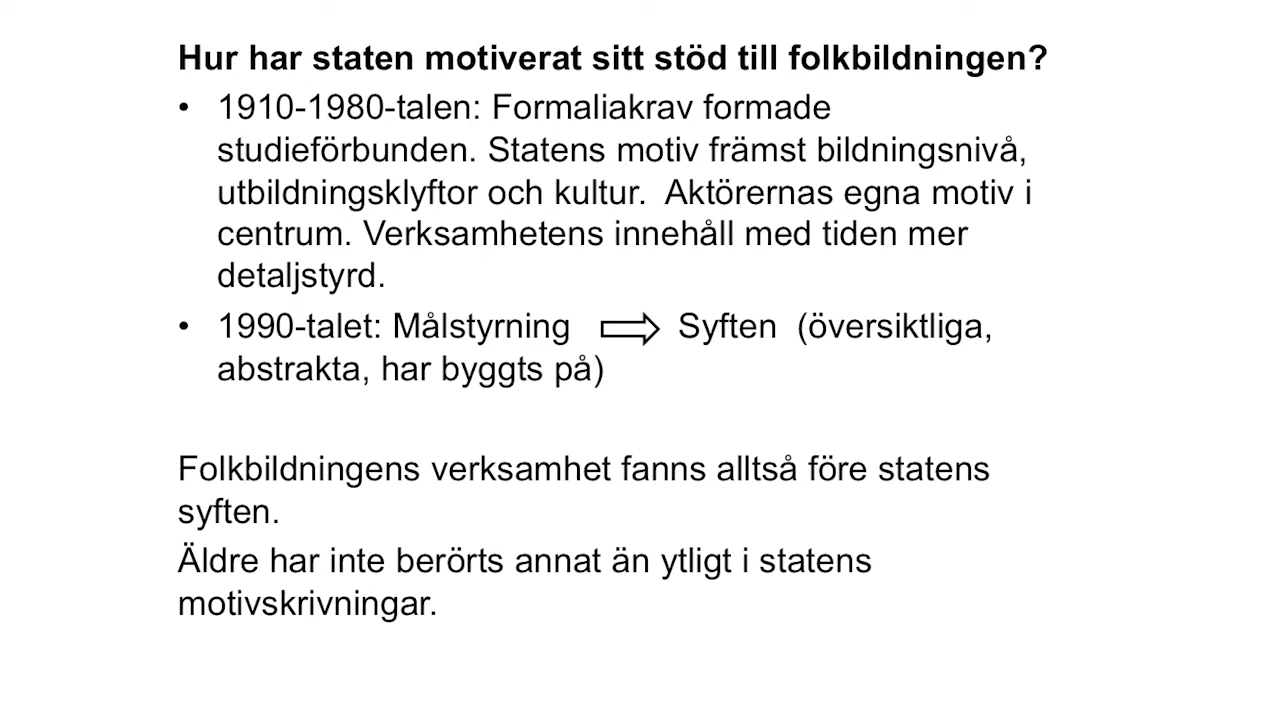 Hur har staten motiverat sitt stöd till folkbildningen?
• 1910-1980-talen: Formaliakrav formade
studieförbunden. Statens motiv främst bildningsnivå,
utbildningsklyftor och kultur.  Aktörernas egna motiv i
centrum. Verksamhetens innehåll med tiden mer
detaljstyrd.
• 1990-talet: Målstyrning ⇨ Syften  (översiktliga,
abstrakta, har byggts på)
Folkbildningens verksamhet fanns alltså före statens
syften.
Äldre har inte berörts annat än ytligt i statens
motivskrivningar.